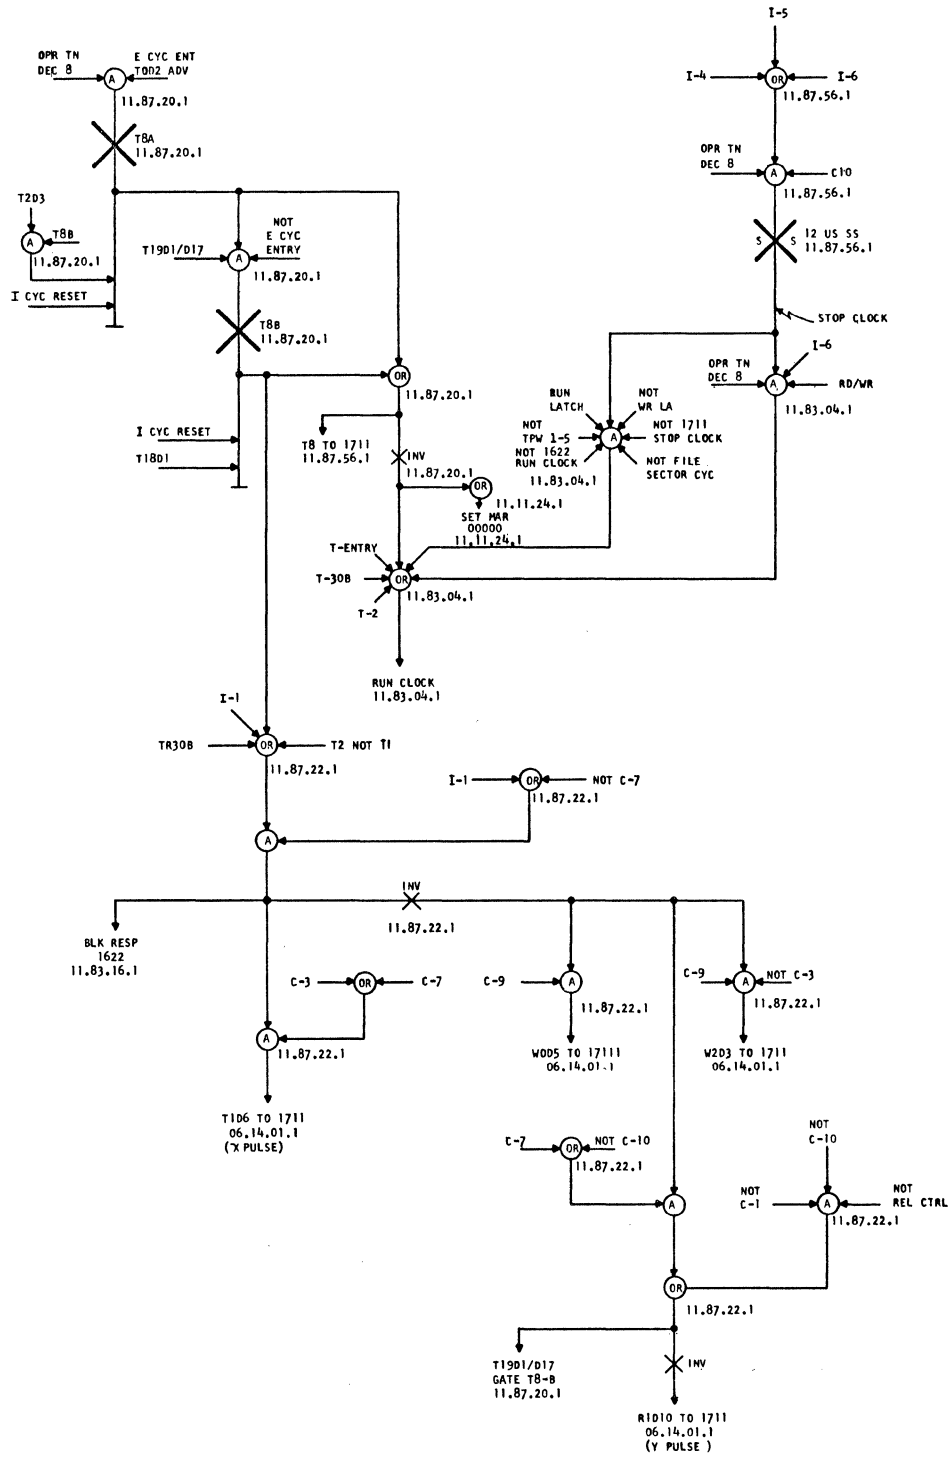 I-5
OPR TN
DEC 8
A
E CYC ENT
TOD2 ADV
11.87.20.1
I-4
OR
I-6
11.87.56.1
T8A
11.87.20.1
OPR TN
DEC 8
A
C10
11.87.56.1
T2D3
A
T8B
11.87.20.1
NOT
E CYC
ENTRY
T19D1/D17
A
11.87.20.1
S
S
12 US SS
11.87.56.1
I CYC RESET
STOP CLOCK
T8B
11.87.20.1
I-6
OPR TN
DEC 8
A
RD/WR
11.83.04.1
OR
11.87.20.1
RUN
LATCH
NOT
WR LA
NOT
TPW 1-5
A
NOT 1711
STOP CLOCK
NOT 1622
RUN CLOCK
NOT FILE
SECTOR CYC
11.83.04.1
I CYC RESET
T18D1
T8 TO 1711
11.87.56.1
INV
11.87.20.1
OR
11.11.24.1
SET MAR
00000
11.11.24.1
T-ENTRY
T-30B
OR
11.83.04.1
T-2
RUN CLOCK
11.83.04.1
I-1
TR30B
OR
T2 NOT T1
11.87.22.1
I-1
OR
NOT C-7
11.87.22.1
A
INV
11.87.22.1
BLK RESP
1622
11.83.16.1
C-3
OR
C-7
C-9
A
11.87.22.1
C-9
A
NOT C-3
11.87.22.1
A
11.87.22.1
W0D5 TO 17111
06.14.01.1
W2D3 TO 1711
06.14.01.1
T1D6 TO 1711
06.14.01.1
(X PULSE)
C-7
OR
NOT C-10
11.87.22.1
NOT
C-10
A
NOT
C-1
A
NOT
REL CTRL
11.87.22.1
OR
11.87.22.1
T19D1/D17
GATE T8-B
11.87.20.1
INV
R1D10 TO 1711
06.14.01.1
(Y PULSE )